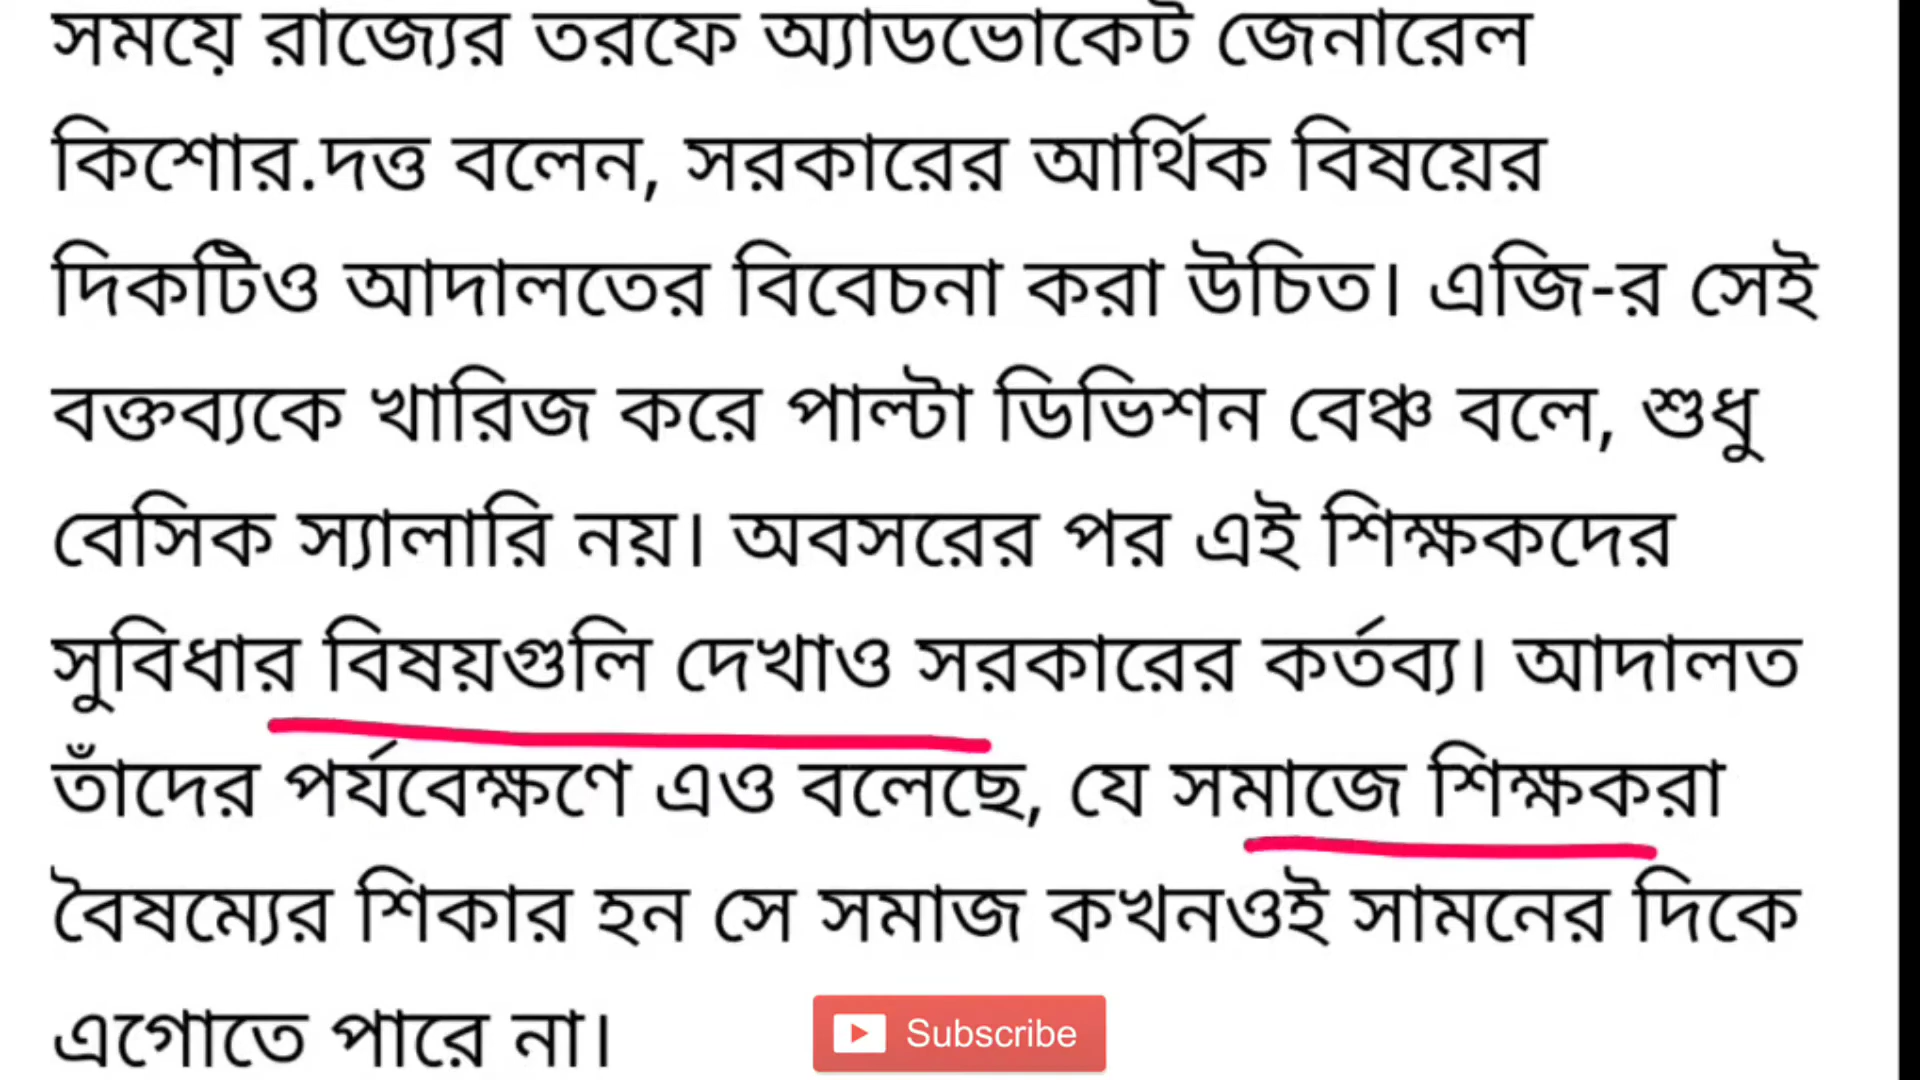 সময়ে রাজ্যের তরফে অ্যাডভোকেট জেনারেল
কিশোর.দত্ত বলেন, সরকারের আর্থিক বিষয়ের
দিকটিও আদালতের বিবেচনা করা উচিত। এজি-র সেই
বক্তব্যকে খারিজ করে পাল্টা ডিভিশন বেঞ্চ বলে, শুধু
বেসিক স্যালারি নয়। অবসরের পর এই শিক্ষকদের
সুবিধার বিষয়গুলি দেখাও সরকারের কর্তব্য। আদালত
তাঁদের পর্যবেক্ষণে এও বলেছে, যে সমাজে শিক্ষকরা
বৈষম্যের শিকার হন সে সমাজ কখনওই সামনের দিকে
এগোতে পারে না।
Subscribe